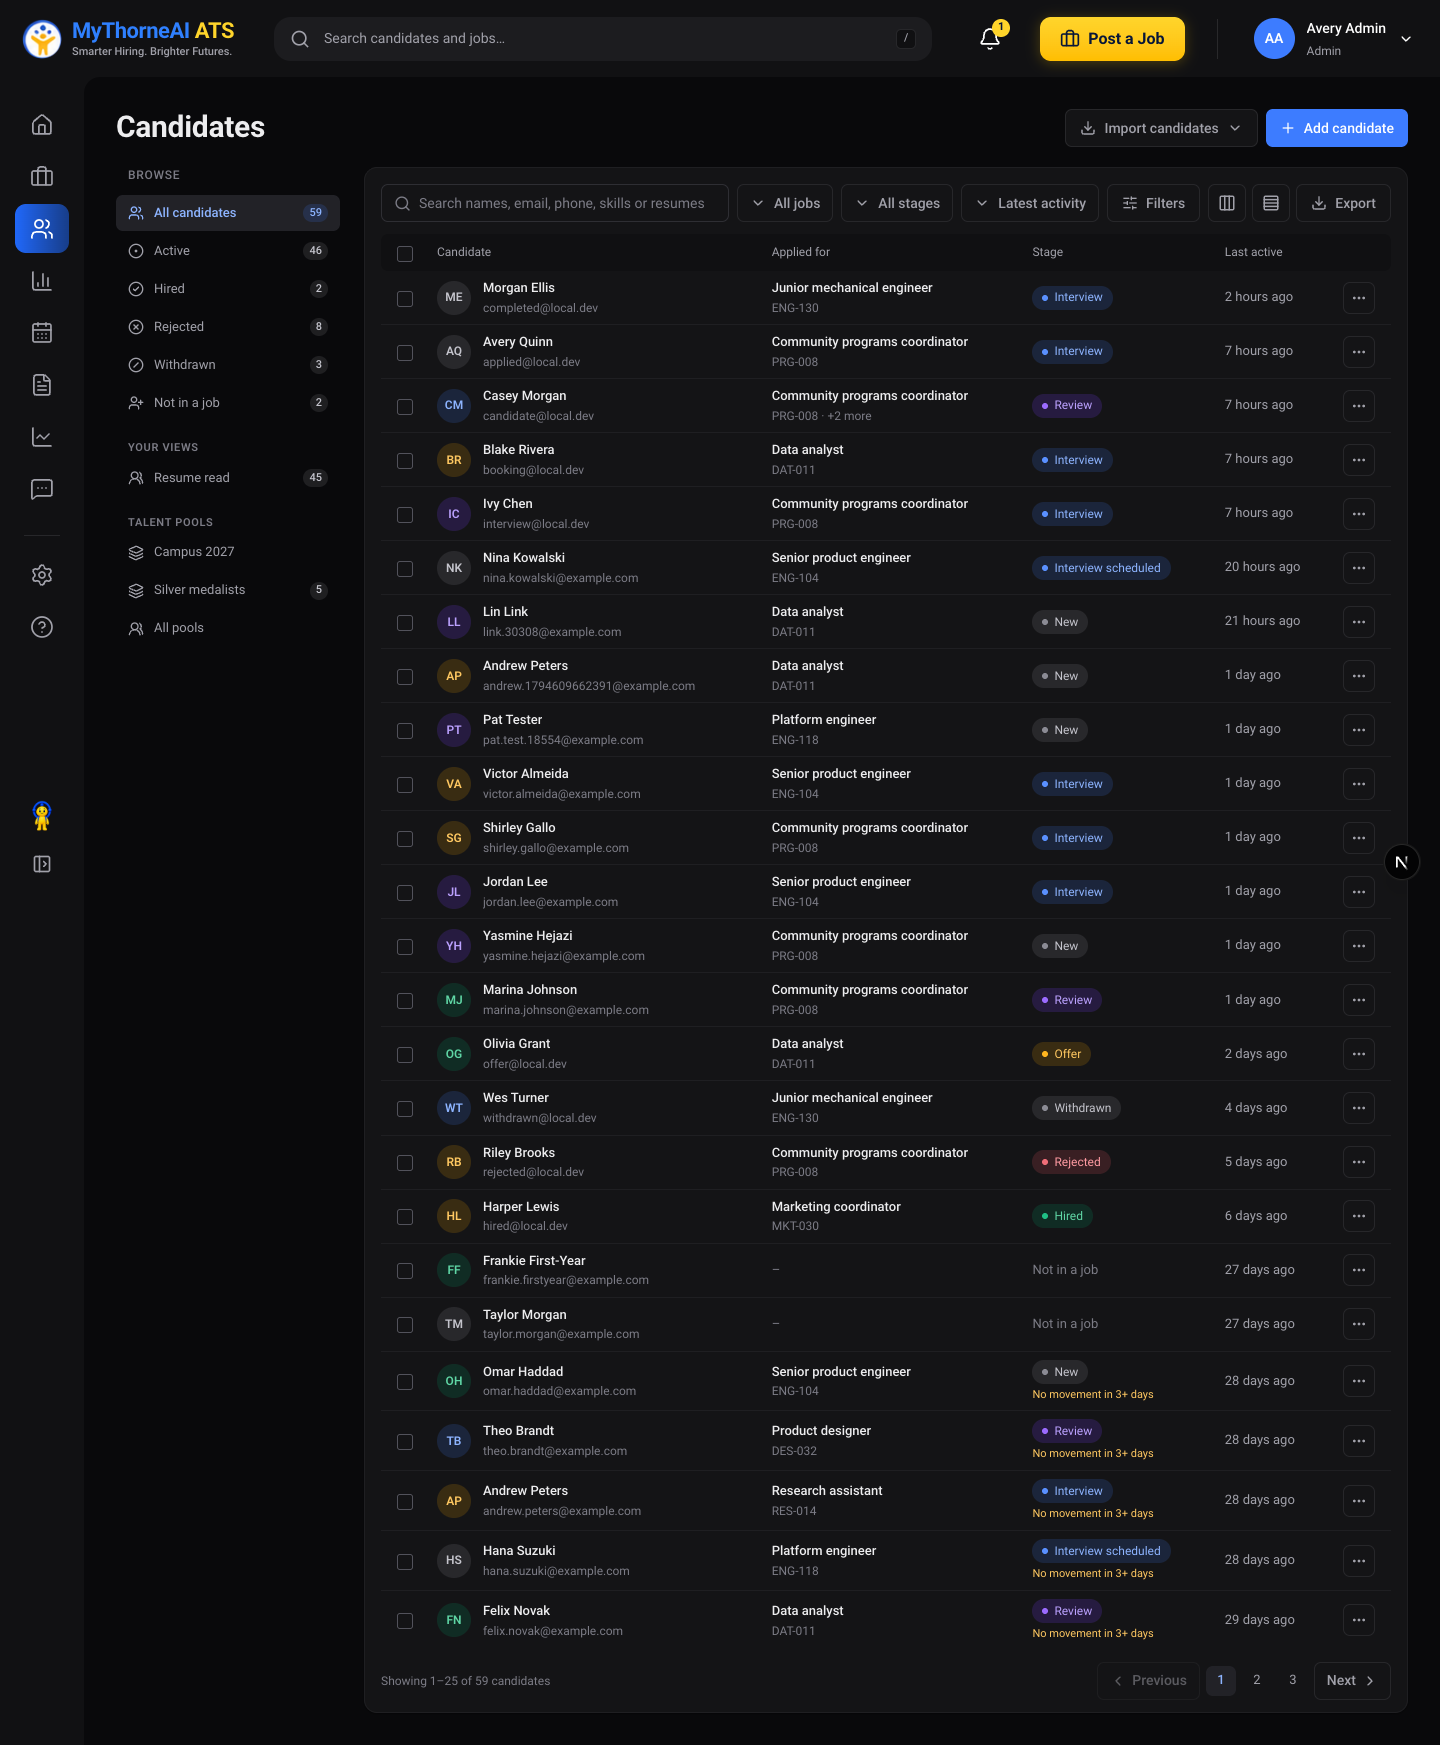 MyThorneAI ATS
Smarter Hiring. Brighter Futures.
Search candidates and jobs...
/
1
Post a Job
AA
Avery Admin
Admin
Candidates
Import candidates
Add candidate
BROWSE
All candidates 59
Active 46
Hired 2
Rejected 8
Withdrawn 3
Not in a job 2
YOUR VIEWS
Resume read 45
TALENT POOLS
Campus 2027
Silver medalists 5
All pools
Search names, email, phone, skills or resumes
All jobs
All stages
Latest activity
Filters
Export
Candidate Applied for Stage Last active
ME Morgan Ellis Junior mechanical engineer Interview 2 hours ago
completed@local.dev ENG-130
AQ Avery Quinn Community programs coordinator Interview 7 hours ago
applied@local.dev PRG-008
CM Casey Morgan Community programs coordinator Review 7 hours ago
candidate@local.dev PRG-008 · +2 more
BR Blake Rivera Data analyst Interview 7 hours ago
booking@local.dev DAT-011
IC Ivy Chen Community programs coordinator Interview 7 hours ago
interview@local.dev PRG-008
NK Nina Kowalski Senior product engineer Interview scheduled 20 hours ago
nina.kowalski@example.com ENG-104
LL Lin Link Data analyst New 21 hours ago
link.30308@example.com DAT-011
AP Andrew Peters Data analyst New 1 day ago
andrew.1794609662391@example.com DAT-011
PT Pat Tester Platform engineer New 1 day ago
pat.test.18554@example.com ENG-118
VA Victor Almeida Senior product engineer Interview 1 day ago
victor.almeida@example.com ENG-104
SG Shirley Gallo Community programs coordinator Interview 1 day ago
shirley.gallo@example.com PRG-008
JL Jordan Lee Senior product engineer Interview 1 day ago
jordan.lee@example.com ENG-104
YH Yasmine Hejazi Community programs coordinator New 1 day ago
yasmine.hejazi@example.com PRG-008
MJ Marina Johnson Community programs coordinator Review 1 day ago
marina.johnson@example.com PRG-008
OG Olivia Grant Data analyst Offer 2 days ago
offer@local.dev DAT-011
WT Wes Turner Junior mechanical engineer Withdrawn 4 days ago
withdrawn@local.dev ENG-130
RB Riley Brooks Community programs coordinator Rejected 5 days ago
rejected@local.dev PRG-008
HL Harper Lewis Marketing coordinator Hired 6 days ago
hired@local.dev MKT-030
FF Frankie First-Year – Not in a job 27 days ago
frankie.firstyear@example.com
TM Taylor Morgan – Not in a job 27 days ago
taylor.morgan@example.com
OH Omar Haddad Senior product engineer New 28 days ago
omar.haddad@example.com ENG-104 No movement in 3+ days
TB Theo Brandt Product designer Review 28 days ago
theo.brandt@example.com DES-032 No movement in 3+ days
AP Andrew Peters Research assistant Interview 28 days ago
andrew.peters@example.com RES-014 No movement in 3+ days
HS Hana Suzuki Platform engineer Interview scheduled 28 days ago
hana.suzuki@example.com ENG-118 No movement in 3+ days
FN Felix Novak Data analyst Review 29 days ago
felix.novak@example.com DAT-011 No movement in 3+ days
N
Showing 1–25 of 59 candidates
Previous 1 2 3 Next